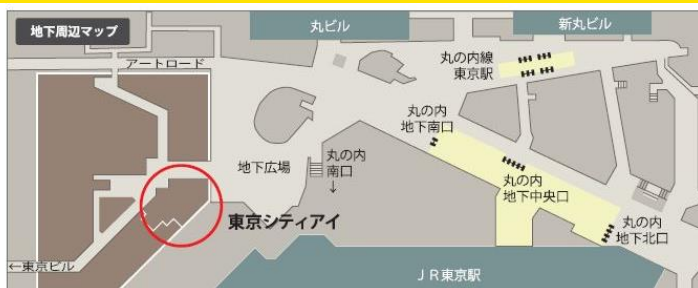 地下周辺マップ
丸ビル
新丸ビル
アートロード
丸の内線
東京駅
丸の内
地下南口
地下広場
丸の内
南口
↓
丸の内
地下中央口
東京シティアイ
丸の内
地下北口
←東京ビル
JR東京駅